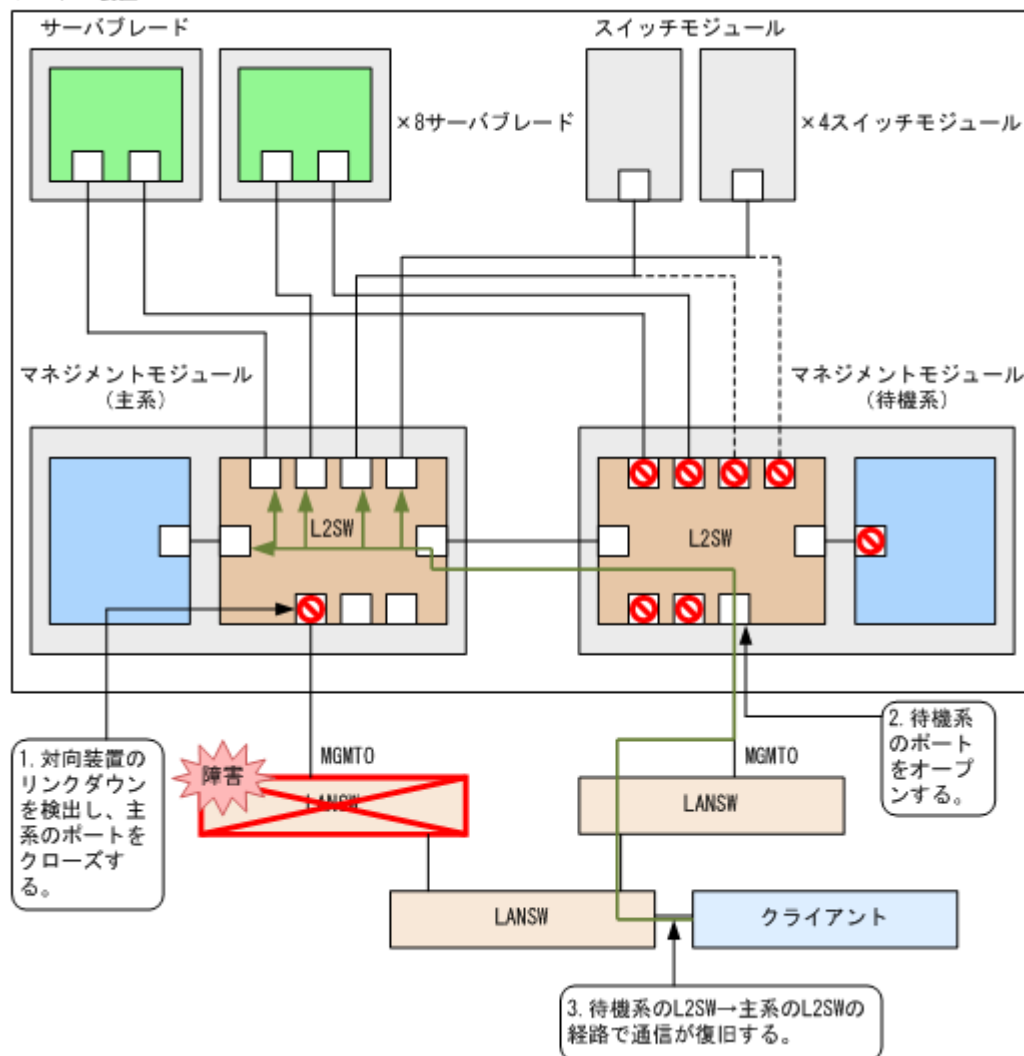 サーバブレード
スイッチモジュール
×8サーバブレード
×4スイッチモジュール
マネジメントモジュール
（主系）
マネジメントモジュール
（待機系）
L2SW
L2SW
1. 対向装置の
リンクダウン
を検出し、主
系のポートを
クローズす
る。
障害
MGMT0
LANSW
MGMT0
LANSW
2. 待機系
のポート
をオープ
ンする。
LANSW
クライアント
3. 待機系のL2SW→主系のL2SWの
経路で通信が復旧する。